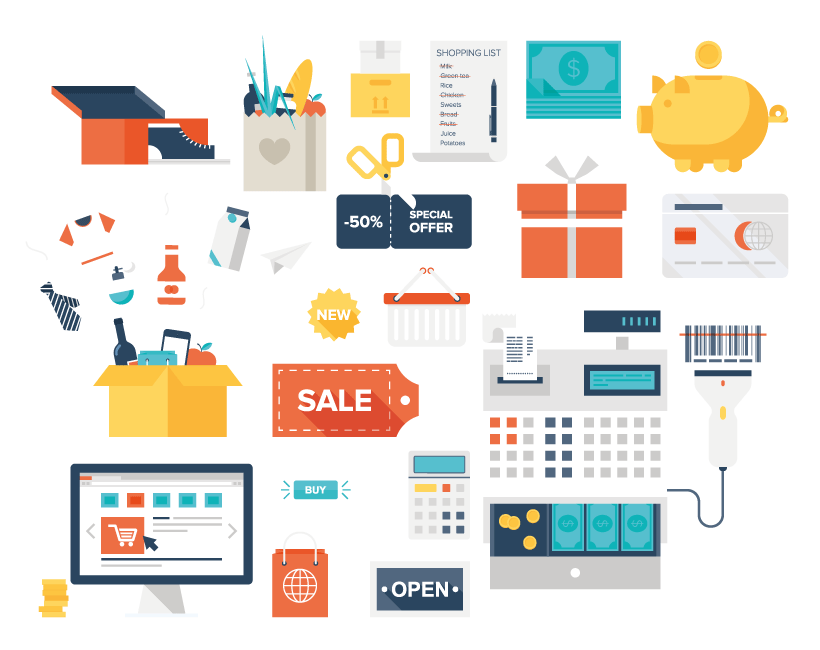 SHOPPING LIST
Milk
Green tea
Rice
Chicken
Sweets
Bread
Fruits
Juice
Potatoes
$
-50%
SPECIAL
OFFER
NEW
SALE
BUY
OPEN
$
$
$